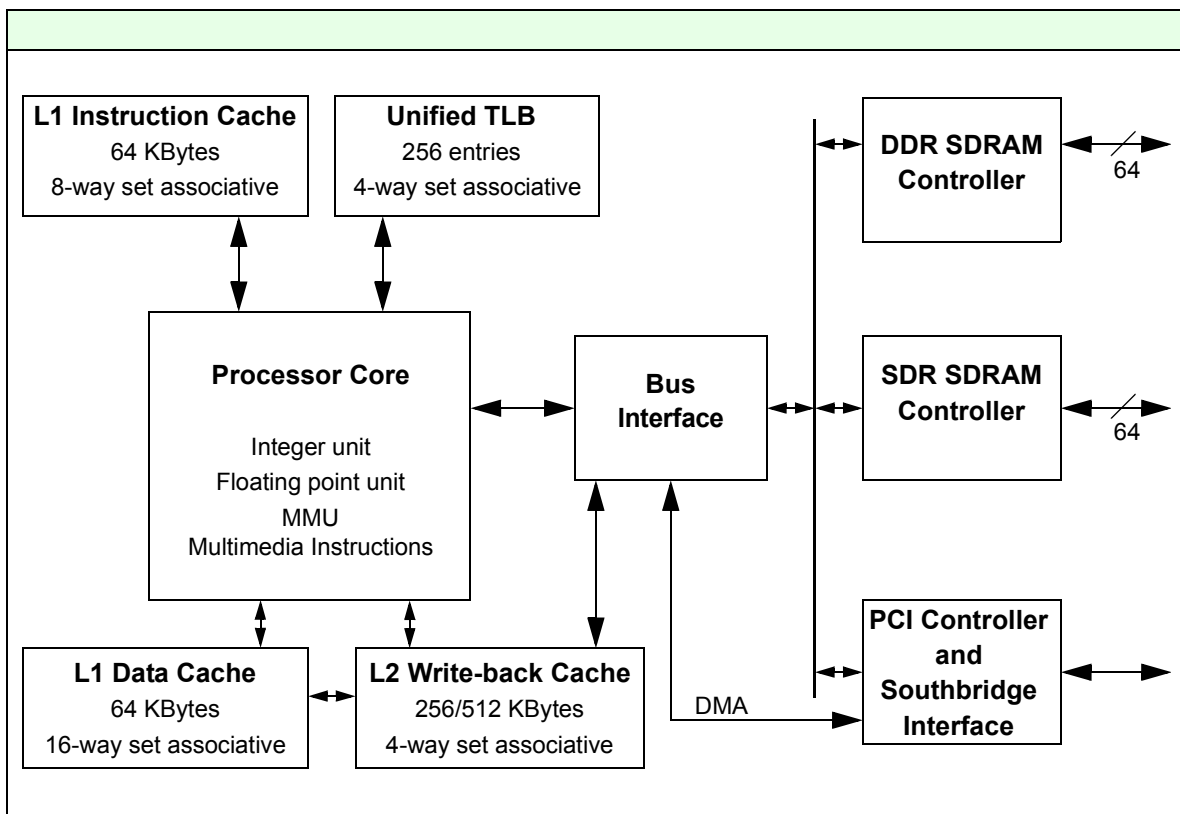 L1 Instruction Cache
64 KBytes
8-way set associative
Unified TLB
256 entries
4-way set associative
DDR SDRAM
Controller
64
Processor Core
Integer unit
Floating point unit
MMU
Multimedia Instructions
Bus
Interface
SDR SDRAM
Controller
64
L1 Data Cache
64 KBytes
16-way set associative
L2 Write-back Cache
256/512 KBytes
4-way set associative
DMA
PCI Controller
and
Southbridge
Interface